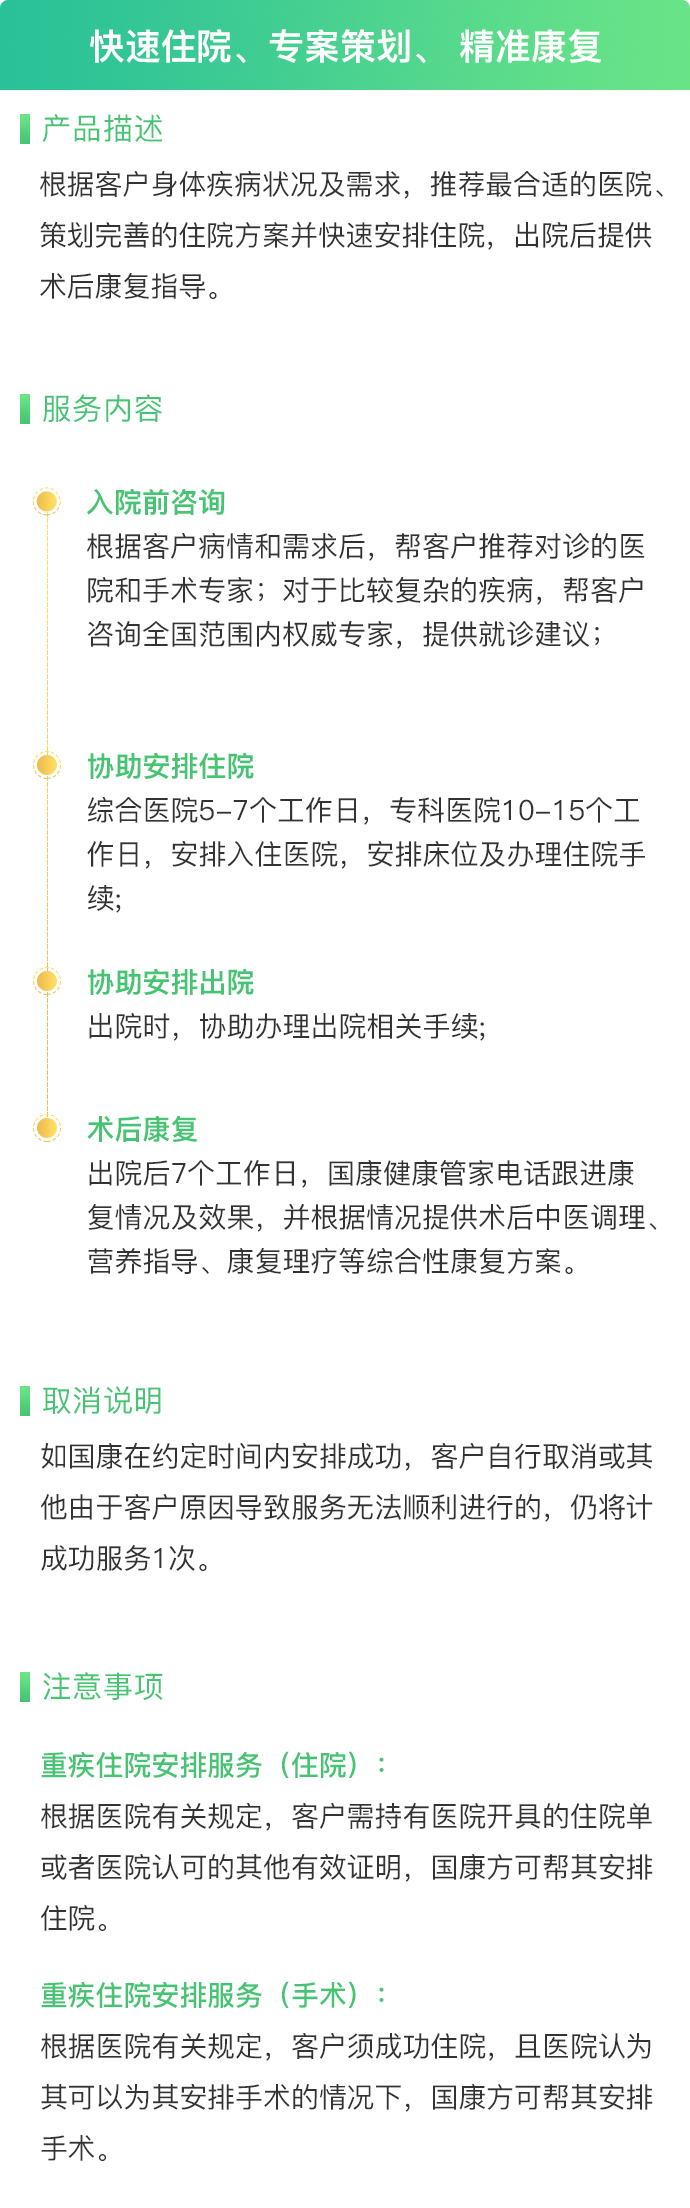 快速住院、专案策划、 精准康复
产品描述
根据客户身体疾病状况及需求，推荐最合适的医院、
策划完善的住院方案并快速安排住院，出院后提供
术后康复指导。
服务内容
入院前咨询
根据客户病情和需求后，帮客户推荐对诊的医
院和手术专家；对于比较复杂的疾病，帮客户
咨询全国范围内权威专家，提供就诊建议；
协助安排住院
综合医院5-7个工作日，专科医院10-15个工
作日，安排入住医院，安排床位及办理住院手
续;
协助安排出院
出院时，协助办理出院相关手续;
术后康复
出院后7个工作日，国康健康管家电话跟进康
复情况及效果，并根据情况提供术后中医调理、
营养指导、康复理疗等综合性康复方案。
取消说明
如国康在约定时间内安排成功，客户自行取消或其
他由于客户原因导致服务无法顺利进行的，仍将计
成功服务1次。
注意事项
重疾住院安排服务（住院）：
根据医院有关规定，客户需持有医院开具的住院单
或者医院认可的其他有效证明，国康方可帮其安排
住院。
重疾住院安排服务（手术）：
根据医院有关规定，客户须成功住院，且医院认为
其可以为其安排手术的情况下，国康方可帮其安排
手术。